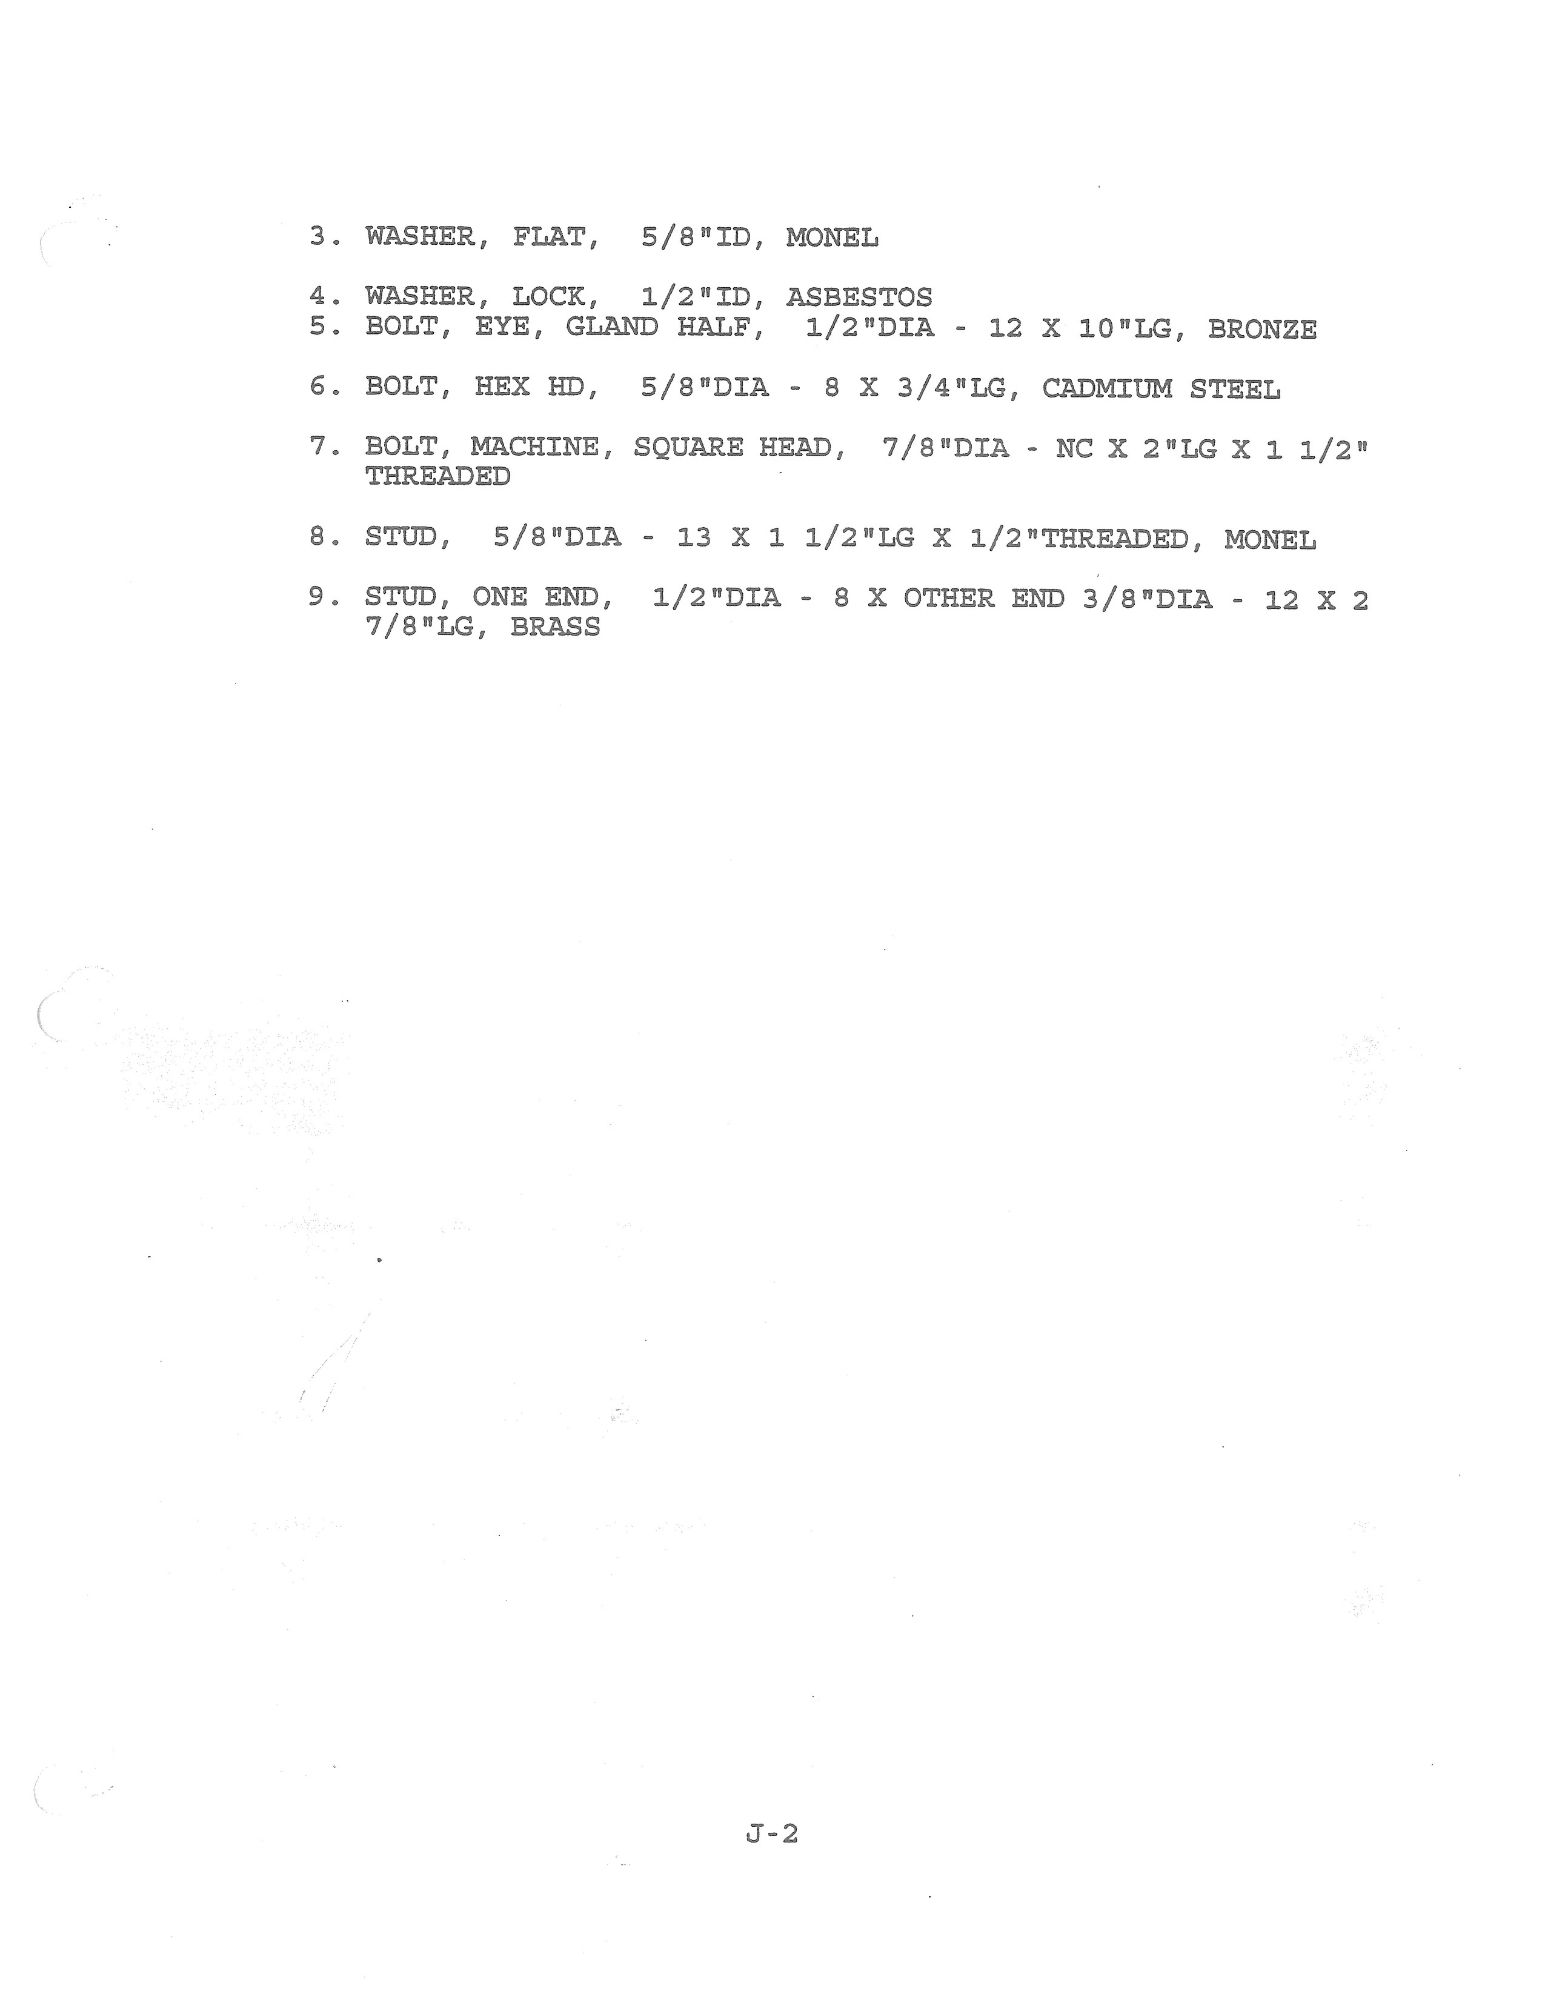 3. WASHER, FLAT, 5/8"ID, MONEL
4. WASHER, LOCK, 1/2"ID, ASBESTOS
5. BOLT, EYE, GLAND HALF, 1/2"DIA - 12 X 10"LG, BRONZE
6. BOLT, HEX HD, 5/8"DIA - 8 X 3/4"LG, CADMIUM STEEL
7. BOLT, MACHINE, SQUARE HEAD, 7/8"DIA - NC X 2"LG X 1 1/2"
THREADED
8. STUD, 5/8"DIA - 13 X 1 1/2"LG X 1/2"THREADED, MONEL
9. STUD, ONE END, 1/2"DIA - 8 X OTHER END 3/8"DIA - 12 X 2
7/8"LG, BRASS
J-2